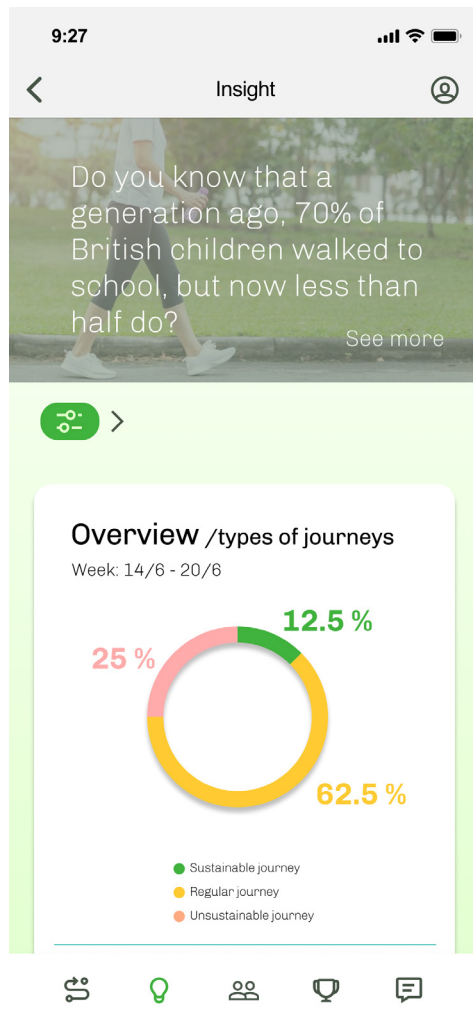 9:27
Insight
Do you know that a
generation ago, 70% of
British children walked to
school, but now less than
half do?
See more
Overview /types of journeys
Week: 14/6 - 20/6
12.5 %
25 %
62.5 %
Sustainable journey
Regular journey
Unsustainable journey